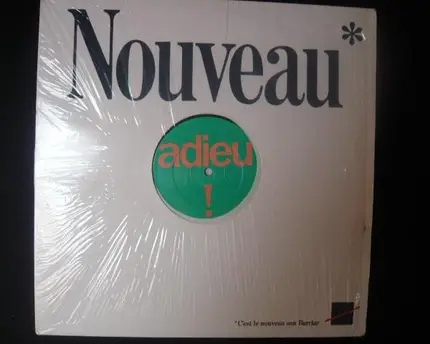 Nouveau*
adieu
!
*C'est le nouveau son Barclay